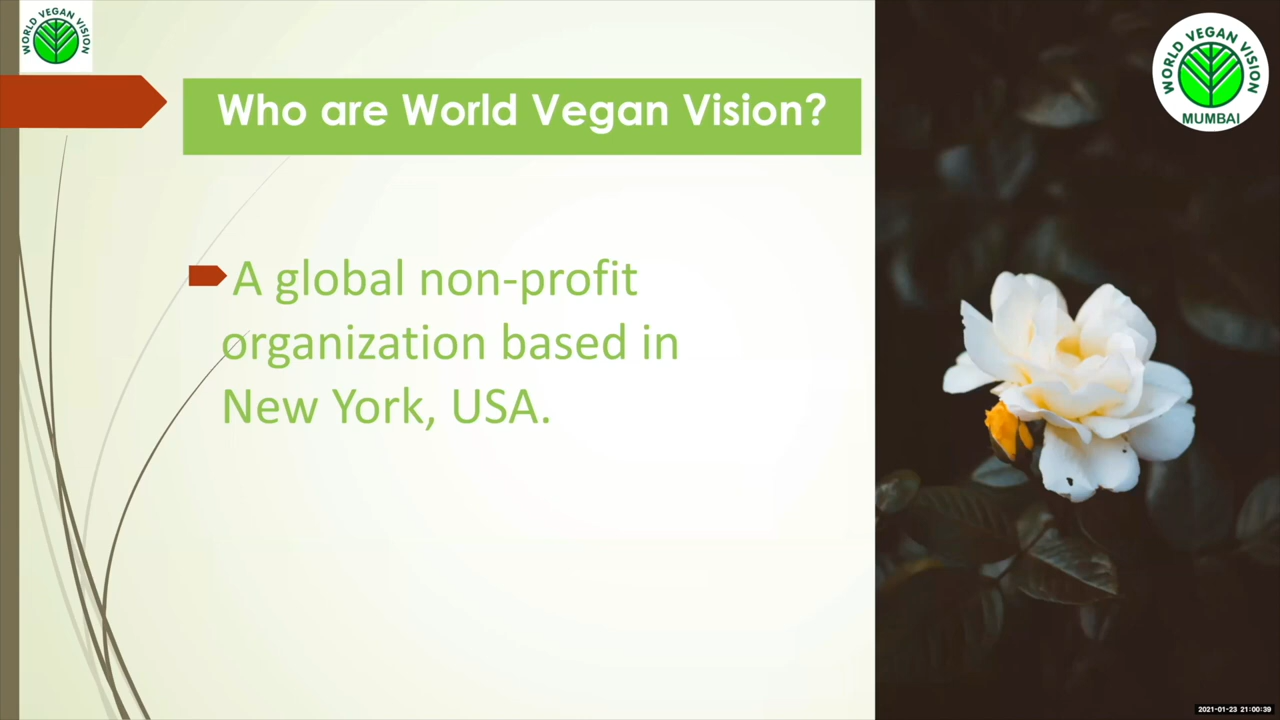 WORLD VEGAN VISION
Who are World Vegan Vision?
WORLD VEGAN VISION
MUMBAI
A global non-profit
organization based in
New York, USA.
2021-01-23 21:00:39